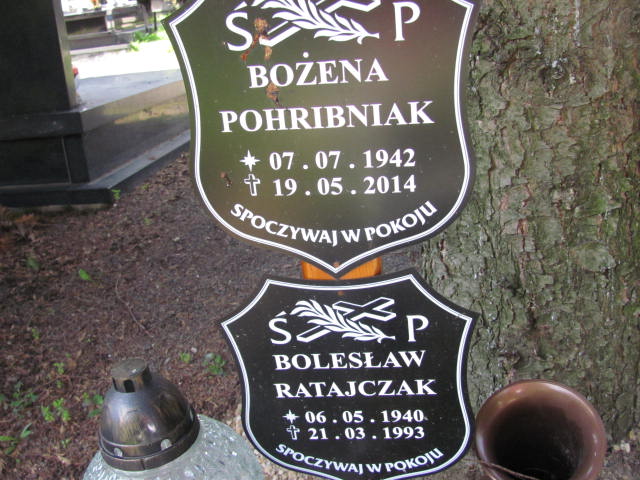 Ś P
BOŻENA
POHRIBNIAK
07.07.1942
19.05.2014
SPOCZYWAJ W POKOJU
Ś P
BOLESŁAW
RATAJCZAK
06.05.1940
21.03.1993
SPOCZYWAJ W POKOJU